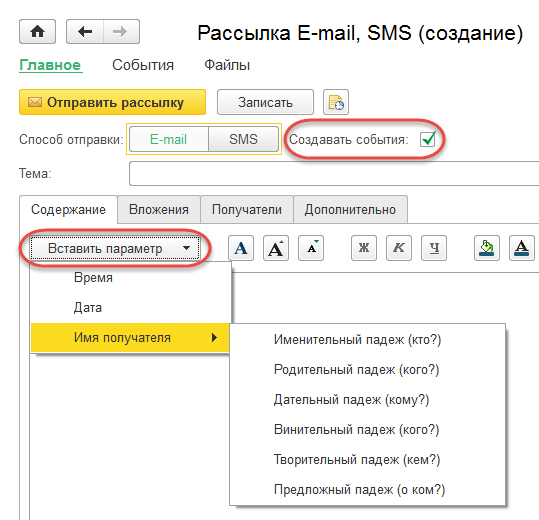 Рассылка E-mail, SMS (создание)
Главное События Файлы
Отправить рассылку Записать
Способ отправки: E-mail SMS Создавать события:
Тема:
Содержание Вложения Получатели Дополнительно
Вставить параметр А А А Ж К Ч А
Время
Дата
Имя получателя
Именительный падеж (кто?)
Родительный падеж (кого?)
Дательный падеж (кому?)
Винительный падеж (кого?)
Творительный падеж (кем?)
Предложный падеж (о ком?)